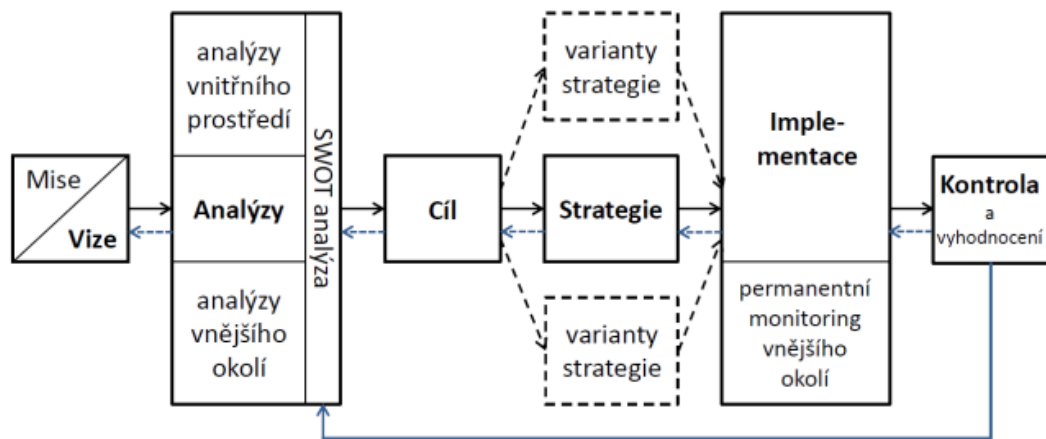 Mise
Vize
analýzy
vnitřního
prostředí
Analýzy
analýzy
vnějšího
okolí
SWOT analýza
Cíl
varianty
strategie
Strategie
varianty
strategie
Imple-
mentace
permanentní
monitoring
vnějšího
okolí
Kontrola
a
vyhodnocení